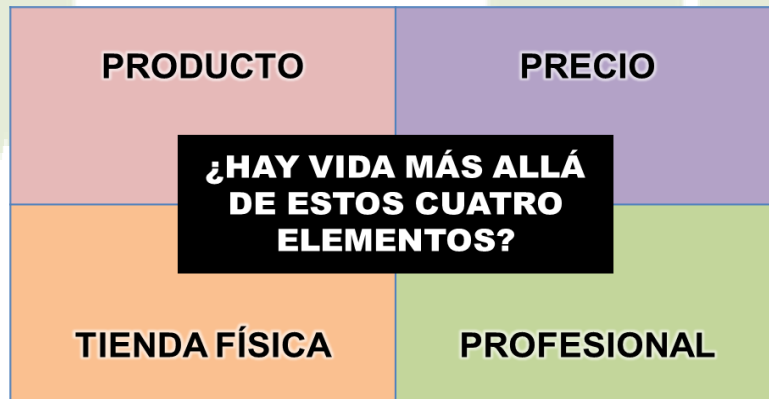 PRODUCTO
PRECIO
¿HAY VIDA MÁS ALLÁ
DE ESTOS CUATRO
ELEMENTOS?
TIENDA FÍSICA
PROFESIONAL